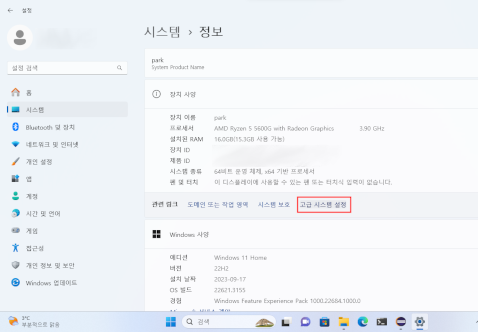 ← 설정
시스템 › 정보
park
System Product Name
설정 검색
홈
시스템
Bluetooth 및 장치
네트워크 및 인터넷
개인 설정
앱
계정
시간 및 언어
게임
접근성
개인 정보 및 보안
Windows 업데이트
장치 사양
장치 이름 park
프로세서 AMD Ryzen 5 5600G with Radeon Graphics 3.90 GHz
설치된 RAM 16.0GB(15.3GB 사용 가능)
장치 ID
제품 ID
시스템 종류 64비트 운영 체제, x64 기반 프로세서
펜 및 터치 이 디스플레이에 사용할 수 있는 펜 또는 터치식 입력이 없습니다.
관련 링크 도메인 또는 작업 영역 시스템 보호 고급 시스템 설정
Windows 사양
에디션 Windows 11 Home
버전 22H2
설치 날짜 2023-09-17
OS 빌드 22621.3155
경험 Windows Feature Experience Pack 1000.22684.1000.0
3°C
부분적으로 맑음
검색